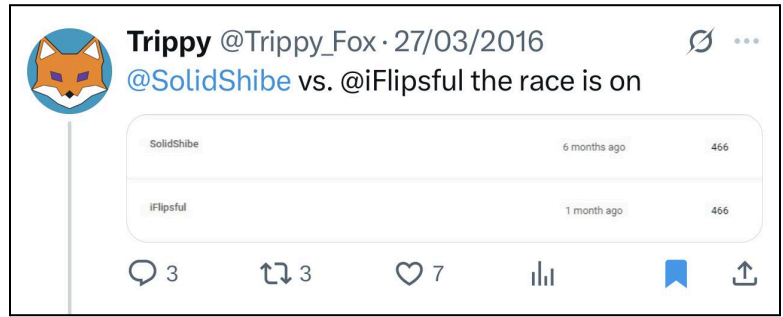 Trippy @Trippy_Fox · 27/03/2016
@SolidShibe vs. @iFlipsful the race is on
SolidShibe 6 months ago 466
iFlipsful 1 month ago 466
3 3 7